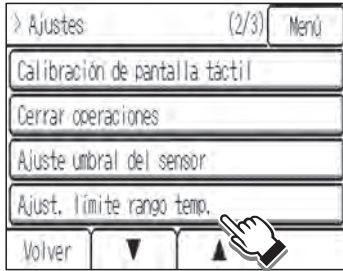 > Ajustes (2/3) Menú
Calibración de pantalla táctil
Cerrar operaciones
Ajuste umbral del sensor
Ajust. límite rango temp.
Volver ▼ ▲